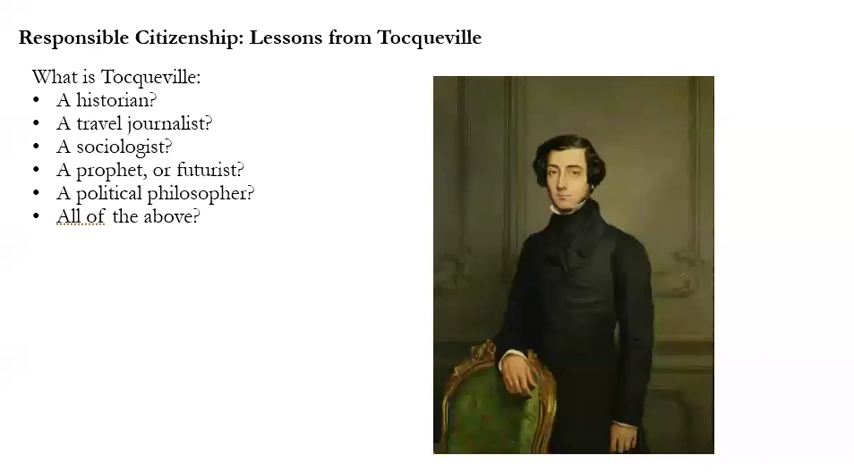 Responsible Citizenship: Lessons from Tocqueville
What is Tocqueville:
• A historian?
• A travel journalist?
• A sociologist?
• A prophet, or futurist?
• A political philosopher?
• All of the above?